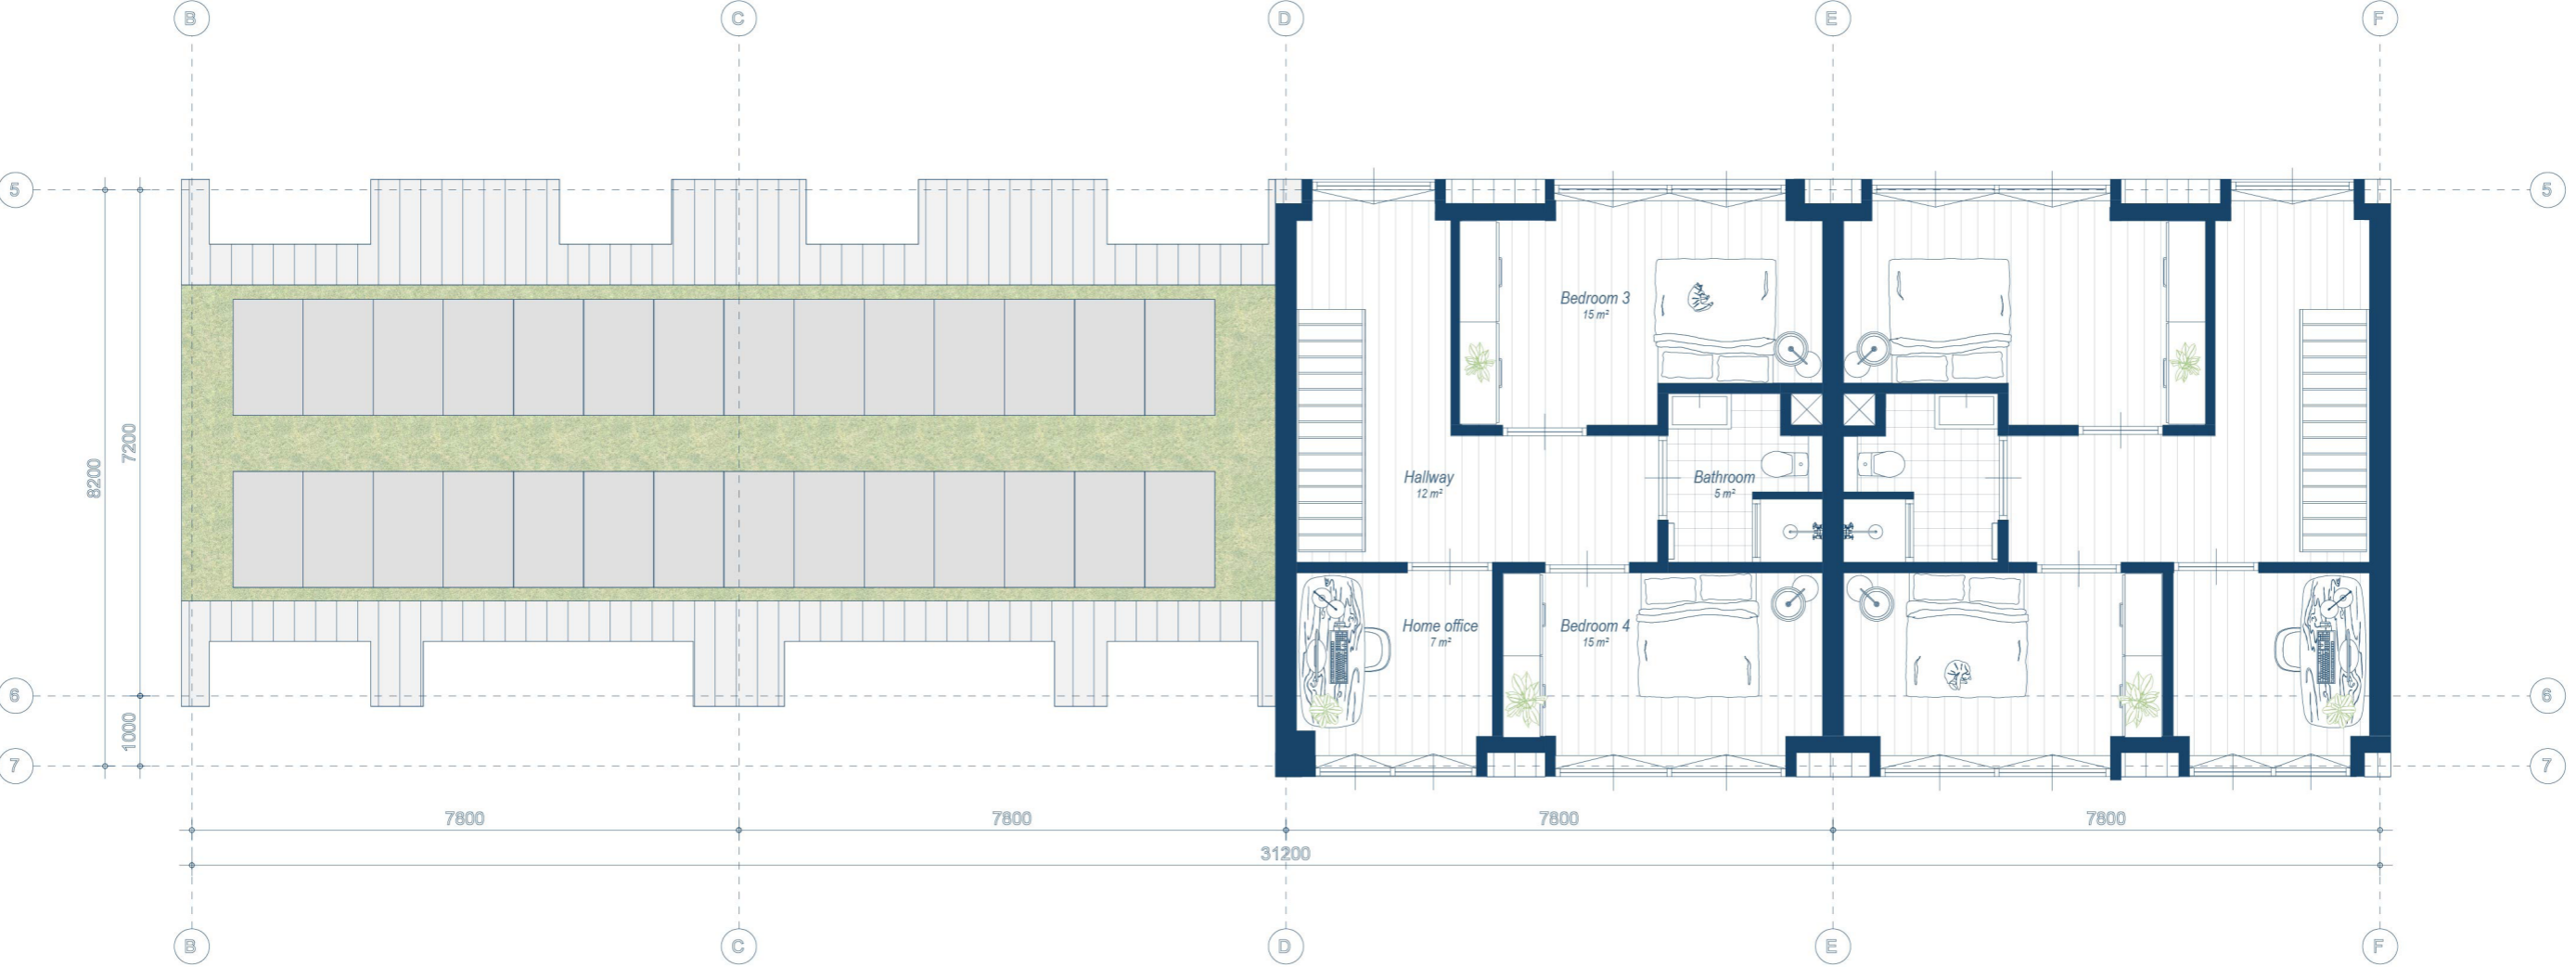 B
C
D
E
F
5
5
Bedroom 3
15 m²
8200
7200
Hallway
12 m²
Bathroom
5 m²
Home office
7 m²
Bedroom 4
15 m²
6
6
1000
7
7
7800
7800
7800
7800
31200
B
C
D
E
F